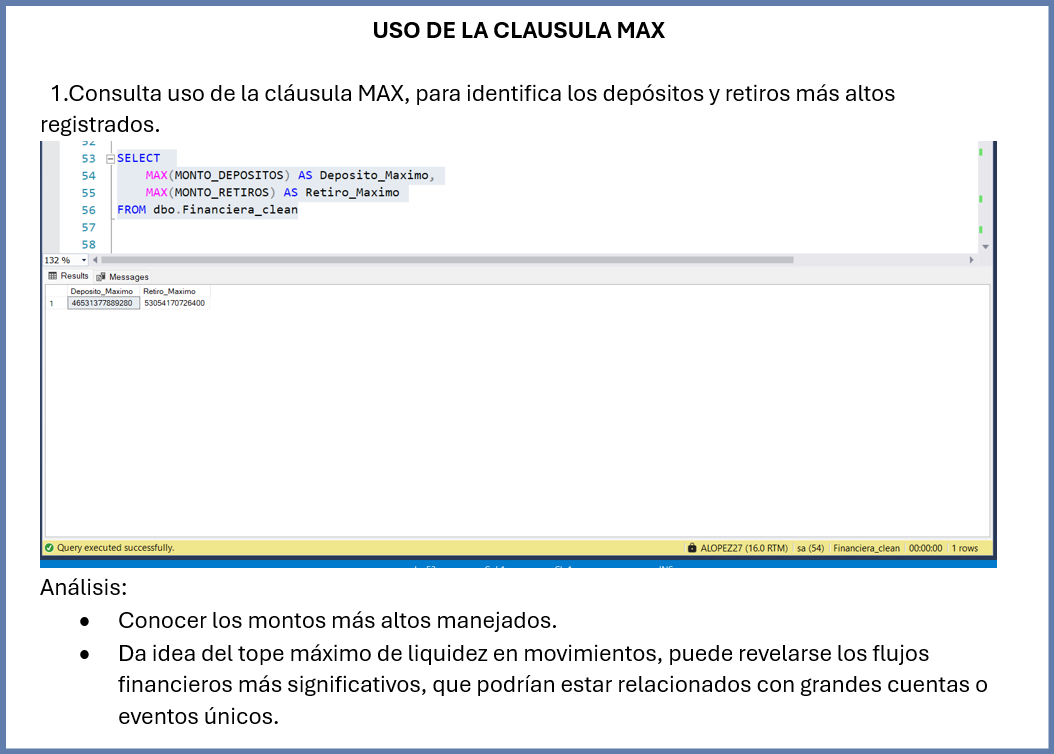 USO DE LA CLAUSULA MAX
1.Consulta uso de la cláusula MAX, para identifica los depósitos y retiros más altos
registrados.
52
53 SELECT
54 MAX(MONTO_DEPOSITOS) AS Deposito_Maximo,
55 MAX(MONTO_RETIROS) AS Retiro_Maximo
56 FROM dbo.Financiera_clean
57
58
132 %
Results Messages
Deposito_Maximo Retiro_Maximo
1 46531377889280 53054170726400
Query executed successfully. ALOPEZ27 (16.0 RTM) sa (54) Financiera_clean 00:00:00 1 rows
Análisis:
• Conocer los montos más altos manejados.
• Da idea del tope máximo de liquidez en movimientos, puede revelarse los flujos
financieros más significativos, que podrían estar relacionados con grandes cuentas o
eventos únicos.